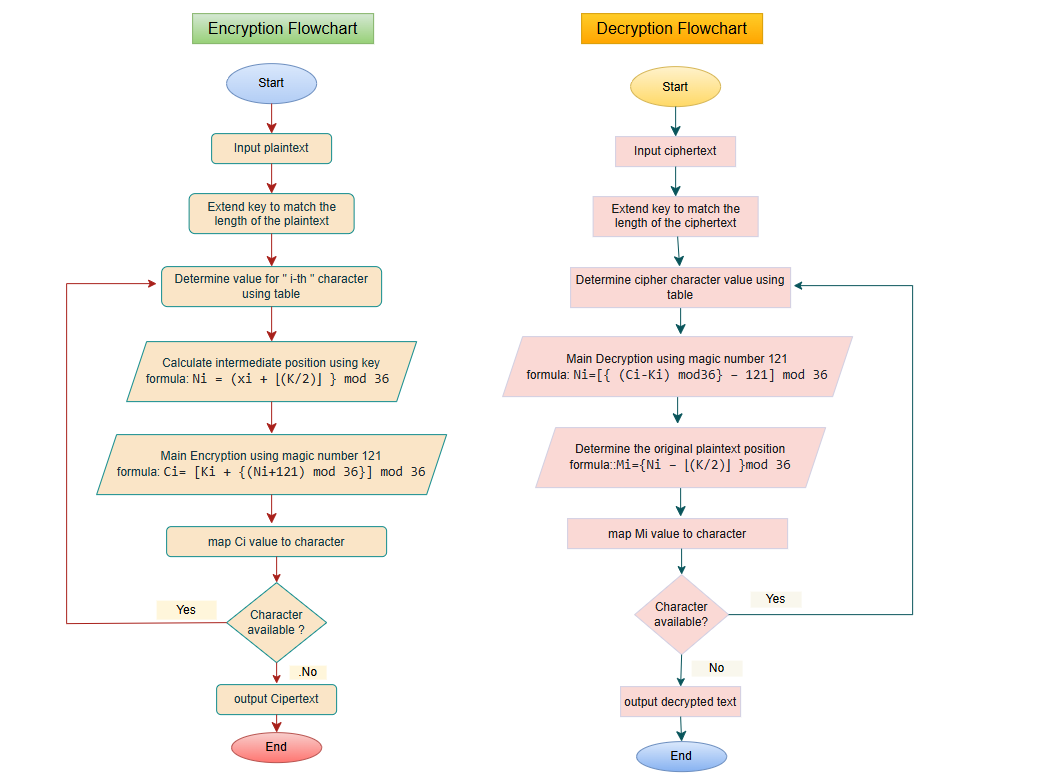 Encryption Flowchart
Start
Input plaintext
Extend key to match the
length of the plaintext
Determine value for " i-th " character
using table
Calculate intermediate position using key
formula: Ni = (xi + ⌊(K/2)⌋ } mod 36
Main Encryption using magic number 121
formula: Ci= [Ki + {(Ni+121) mod 36}] mod 36
map Ci value to character
Character
available ?
Yes
.No
output Cipertext
End
Decryption Flowchart
Start
Input ciphertext
Extend key to match the
length of the ciphertext
Determine cipher character value using
table
Main Decryption using magic number 121
formula: Ni=[{ (Ci-Ki) mod36} − 121] mod 36
Determine the original plaintext position
formula::Mi={Ni − ⌊(K/2)⌋ }mod 36
map Mi value to character
Character
available?
Yes
No
output decrypted text
End